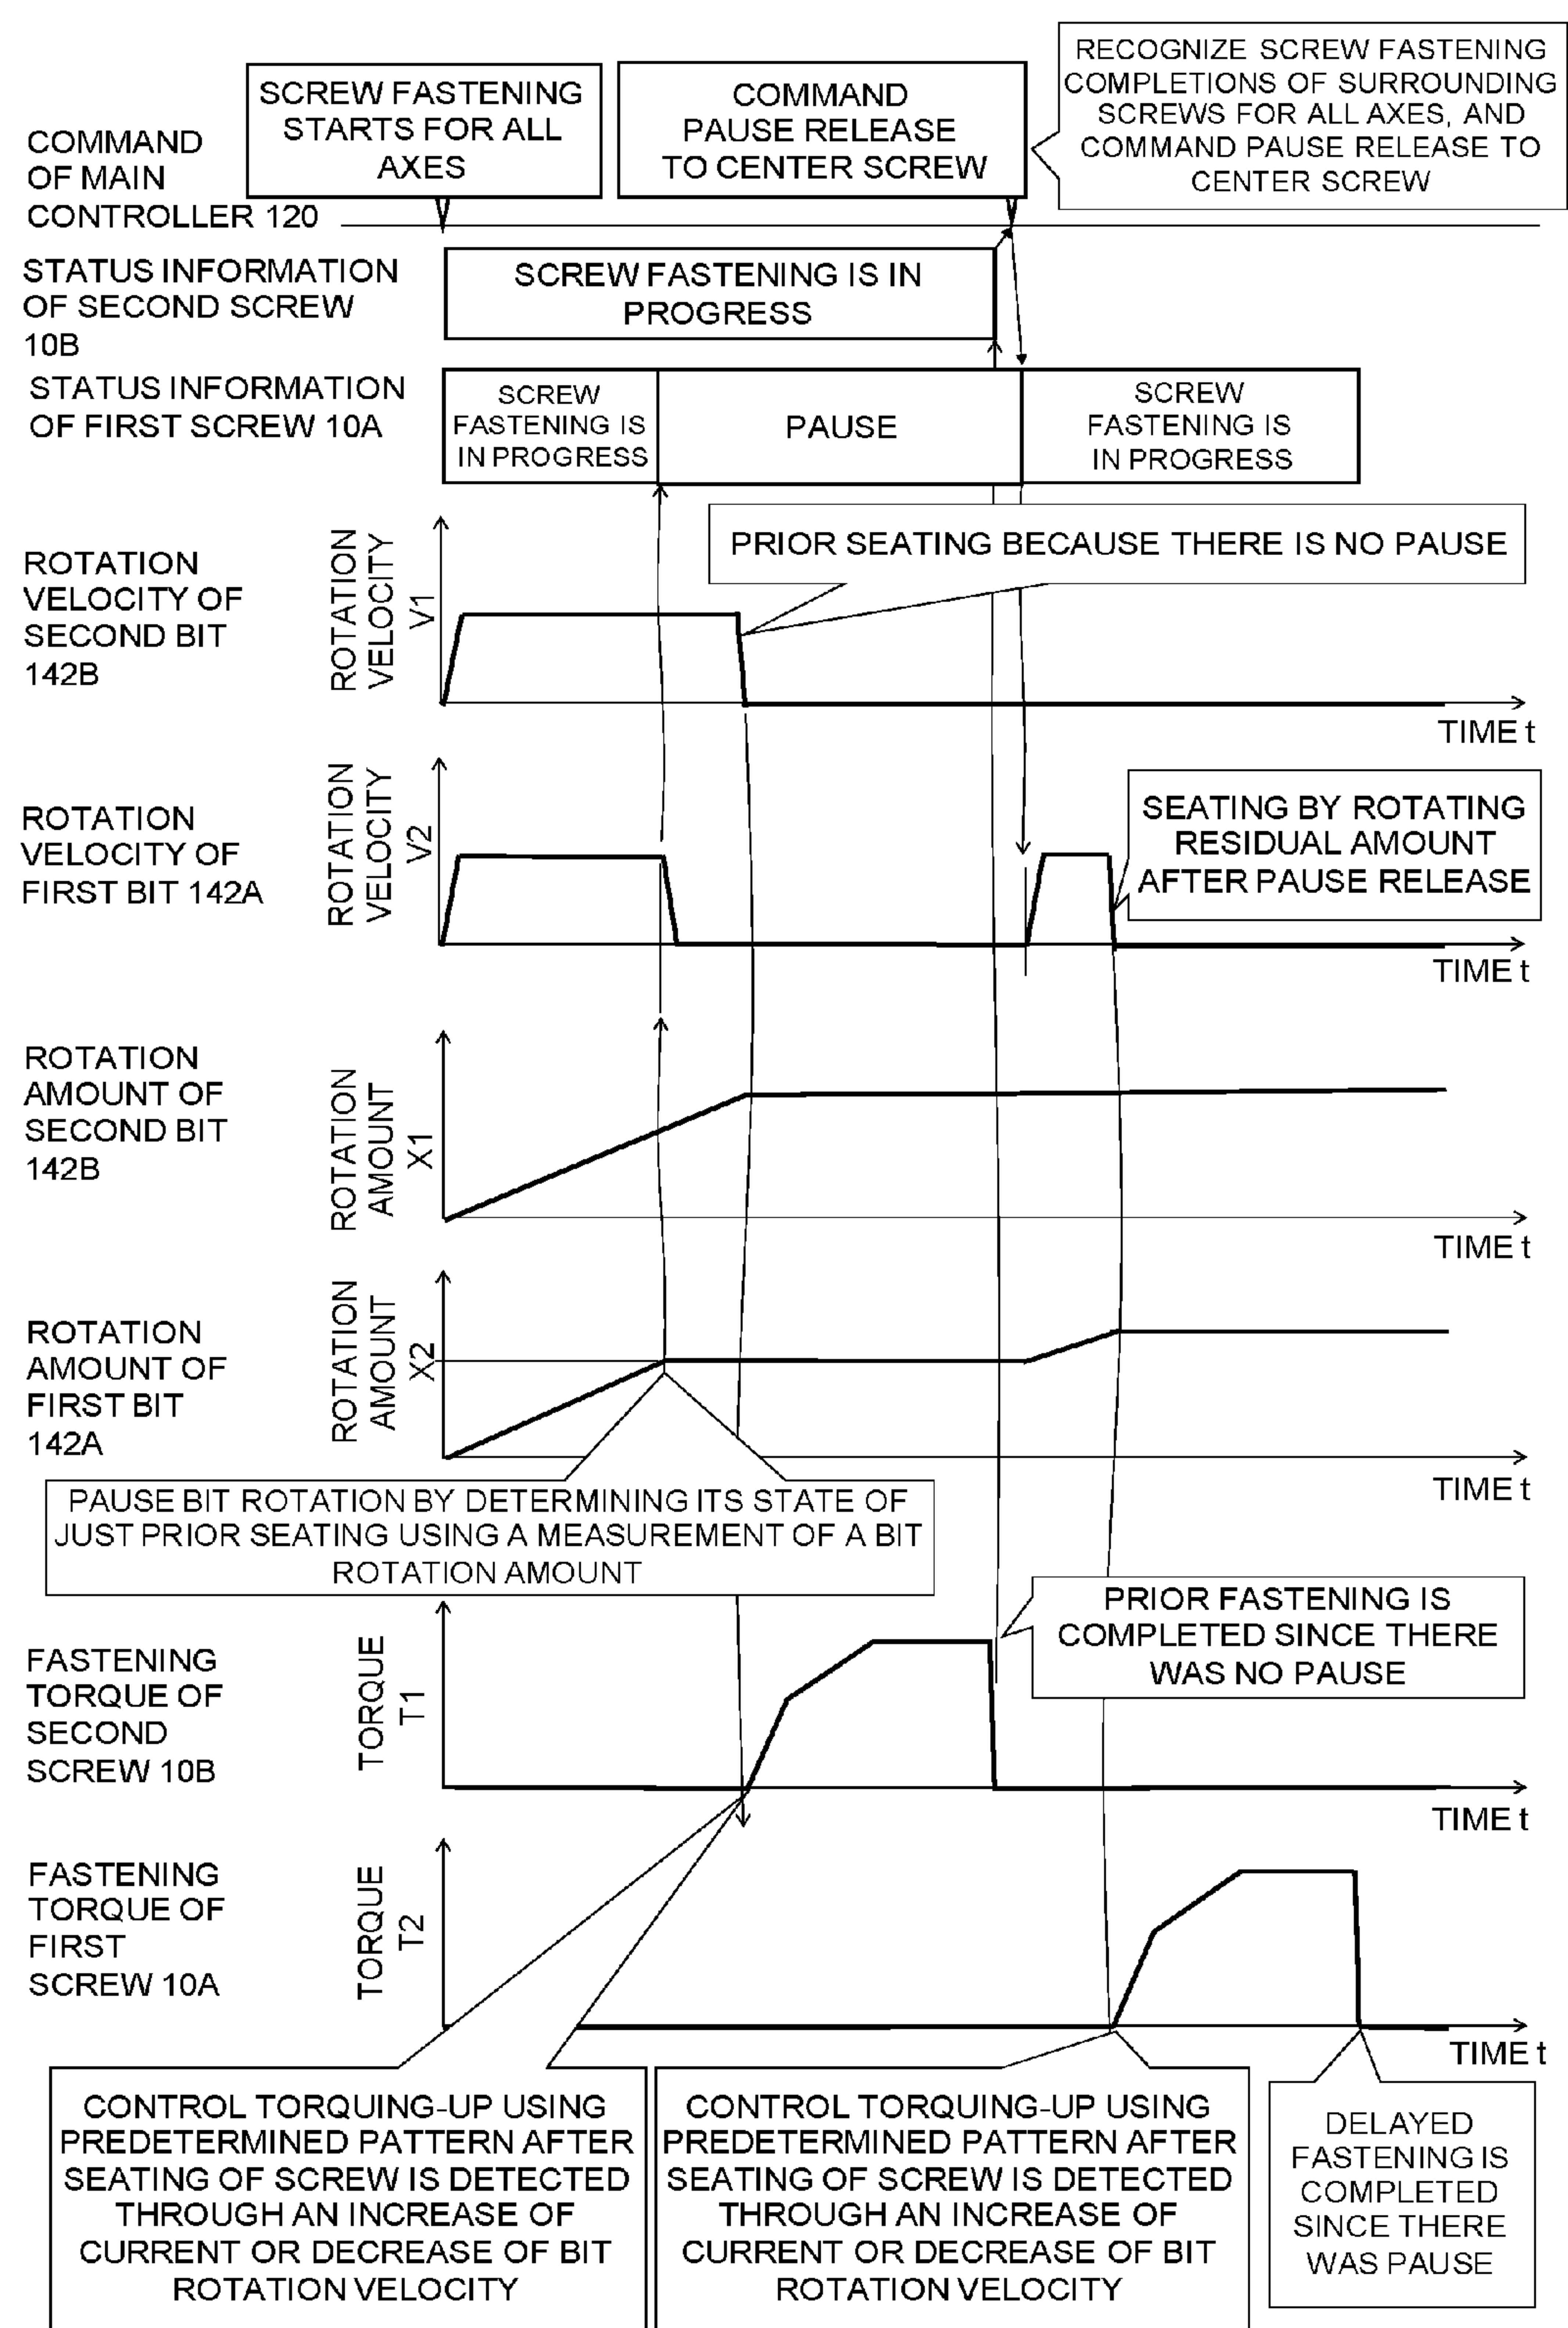 SCREW FASTENING
STARTS FOR ALL
AXES
COMMAND
PAUSE RELEASE
TO CENTER SCREW
RECOGNIZE SCREW FASTENING
COMPLETIONS OF SURROUNDING
SCREWS FOR ALL AXES, AND
COMMAND PAUSE RELEASE TO
CENTER SCREW
COMMAND
OF MAIN
CONTROLLER 120
STATUS INFORMATION
OF SECOND SCREW
10B
SCREW FASTENING IS IN
PROGRESS
STATUS INFORMATION
OF FIRST SCREW 10A
SCREW
FASTENING IS
IN PROGRESS
PAUSE
SCREW
FASTENING IS
IN PROGRESS
ROTATION
VELOCITY OF
SECOND BIT
142B
ROTATION
VELOCITY
V1
PRIOR SEATING BECAUSE THERE IS NO PAUSE
TIME t
ROTATION
VELOCITY OF
FIRST BIT 142A
ROTATION
VELOCITY
V2
SEATING BY ROTATING
RESIDUAL AMOUNT
AFTER PAUSE RELEASE
TIME t
ROTATION
AMOUNT OF
SECOND BIT
142B
ROTATION
AMOUNT
X1
TIME t
ROTATION
AMOUNT OF
FIRST BIT
142A
ROTATION
AMOUNT
X2
TIME t
PAUSE BIT ROTATION BY DETERMINING ITS STATE OF
JUST PRIOR SEATING USING A MEASUREMENT OF A BIT
ROTATION AMOUNT
FASTENING
TORQUE OF
SECOND
SCREW 10B
TORQUE
T1
PRIOR FASTENING IS
COMPLETED SINCE THERE
WAS NO PAUSE
TIME t
FASTENING
TORQUE OF
FIRST
SCREW 10A
TORQUE
T2
TIME t
CONTROL TORQUING-UP USING
PREDETERMINED PATTERN AFTER
SEATING OF SCREW IS DETECTED
THROUGH AN INCREASE OF
CURRENT OR DECREASE OF BIT
ROTATION VELOCITY
CONTROL TORQUING-UP USING
PREDETERMINED PATTERN AFTER
SEATING OF SCREW IS DETECTED
THROUGH AN INCREASE OF
CURRENT OR DECREASE OF BIT
ROTATION VELOCITY
DELAYED
FASTENING IS
COMPLETED
SINCE THERE
WAS PAUSE